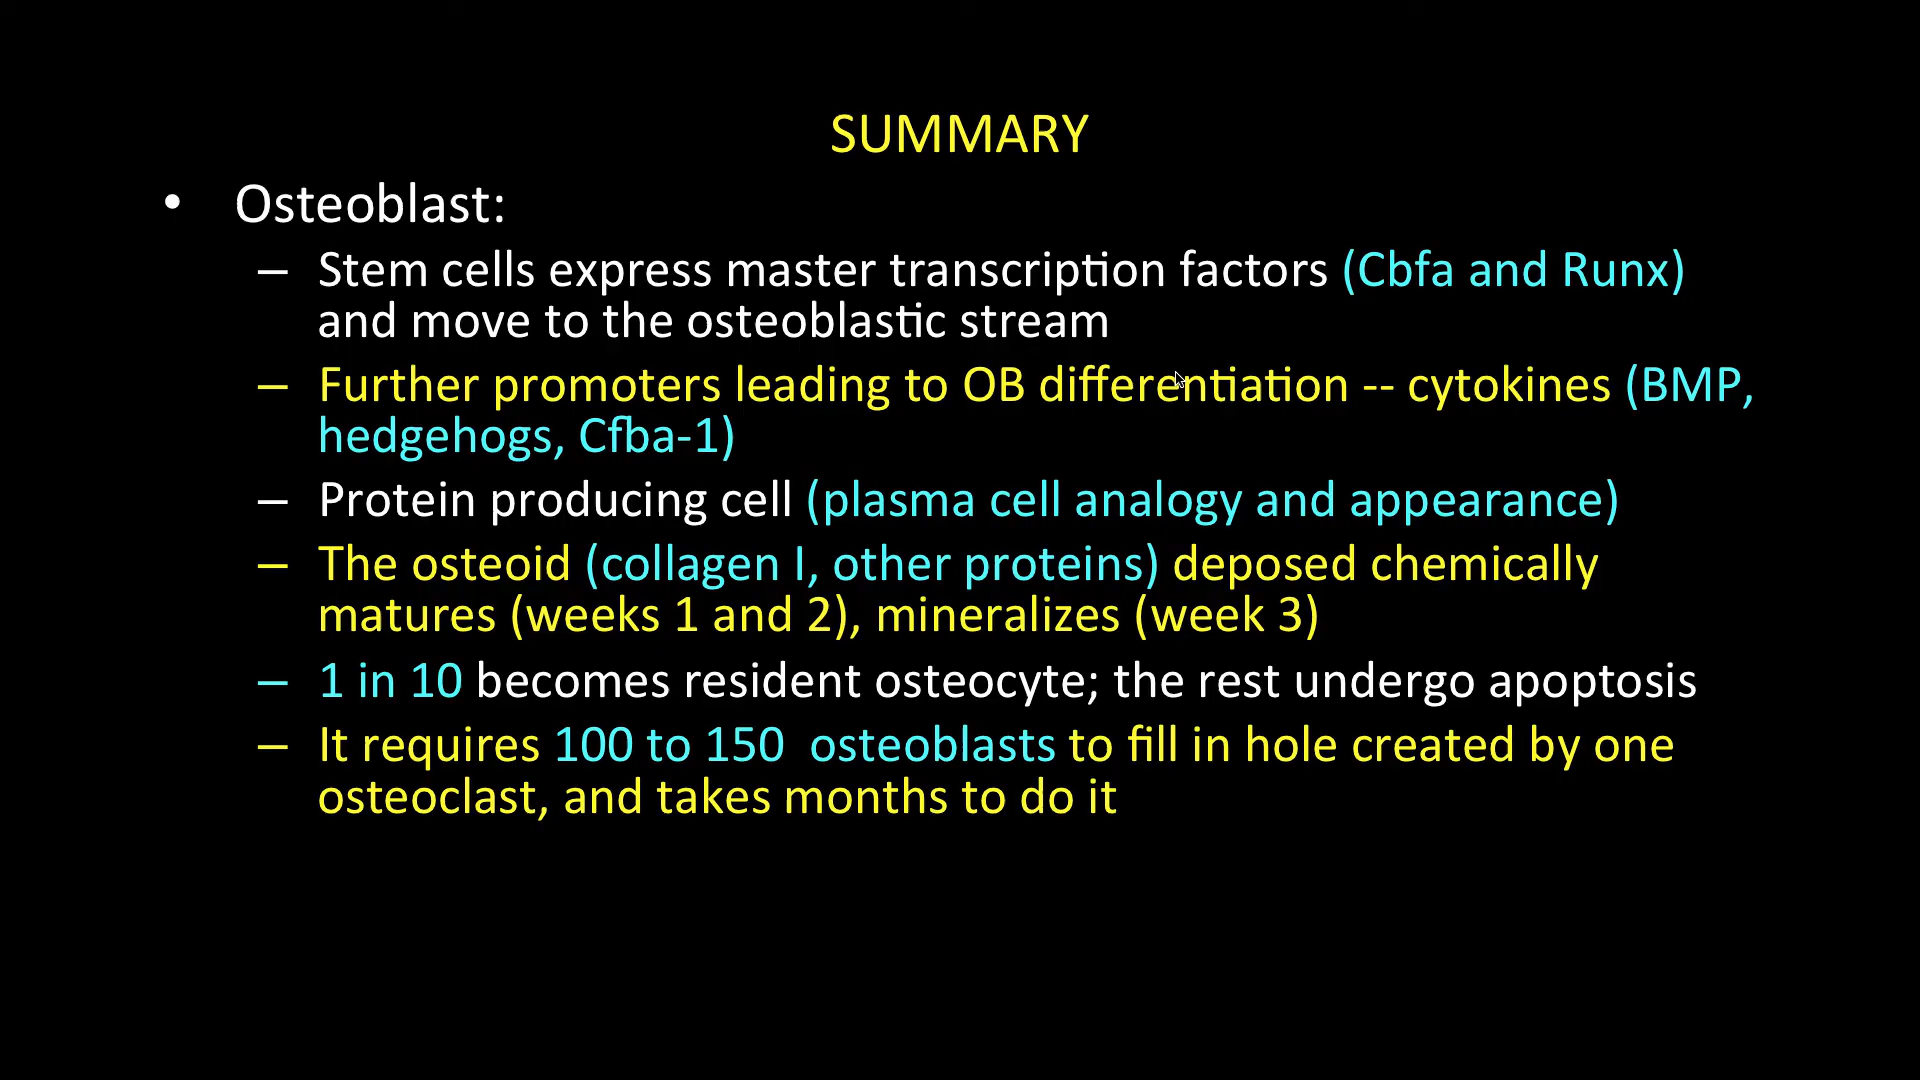 SUMMARY
• Osteoblast:
– Stem cells express master transcription factors (Cbfa and Runx)
and move to the osteoblastic stream
– Further promoters leading to OB differentiation -- cytokines (BMP,
hedgehogs, Cfba-1)
– Protein producing cell (plasma cell analogy and appearance)
– The osteoid (collagen I, other proteins) deposed chemically
matures (weeks 1 and 2), mineralizes (week 3)
– 1 in 10 becomes resident osteocyte; the rest undergo apoptosis
– It requires 100 to 150  osteoblasts to fill in hole created by one
osteoclast, and takes months to do it